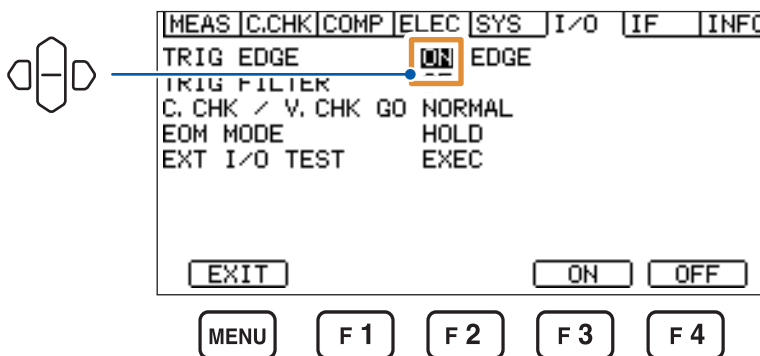 MEAS C.CHK COMP ELEC SYS I/O IF INFO
TRIG EDGE ON EDGE
TRIG FILTER
C. CHK / V. CHK GO NORMAL
EOM MODE HOLD
EXT I/O TEST EXEC
EXIT ON OFF
MENU F 1 F 2 F 3 F 4